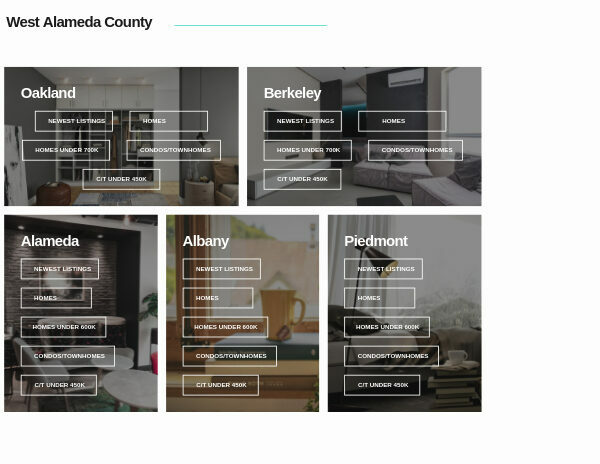 West Alameda County
Oakland
NEWEST LISTINGS
HOMES
HOMES UNDER 700K
CONDOS/TOWNHOMES
C/T UNDER 450K
Berkeley
NEWEST LISTINGS
HOMES
HOMES UNDER 700K
CONDOS/TOWNHOMES
C/T UNDER 450K
Alameda
NEWEST LISTINGS
HOMES
HOMES UNDER 600K
CONDOS/TOWNHOMES
C/T UNDER 450K
Albany
NEWEST LISTINGS
HOMES
HOMES UNDER 600K
CONDOS/TOWNHOMES
C/T UNDER 450K
Piedmont
NEWEST LISTINGS
HOMES
HOMES UNDER 600K
CONDOS/TOWNHOMES
C/T UNDER 450K